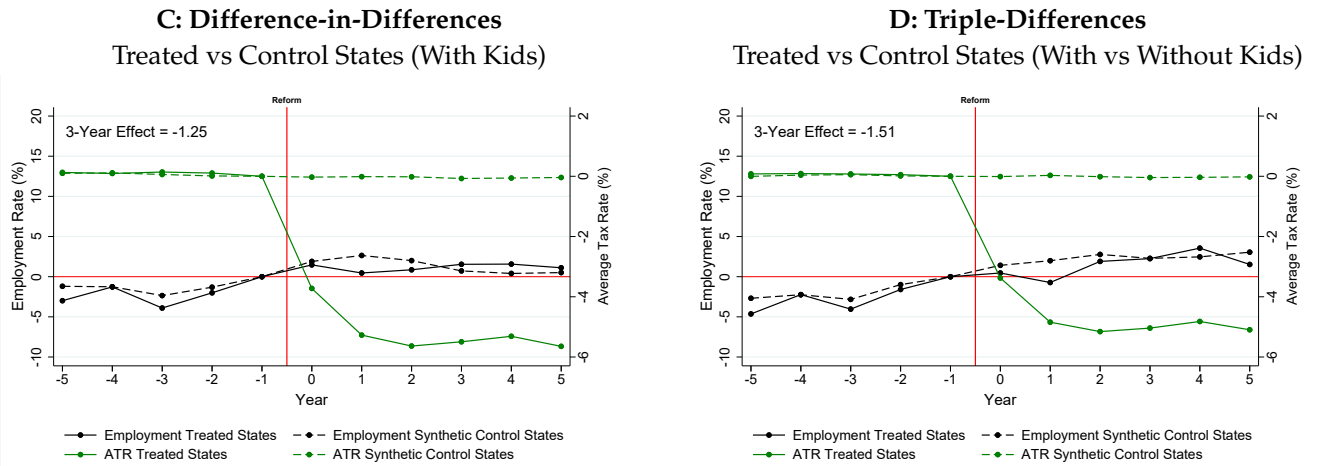 C: Difference-in-Differences
Treated vs Control States (With Kids)
Reform
3-Year Effect = -1.25
Employment Rate (%)
20
15
10
5
0
-5
-10
Average Tax Rate (%)
2
0
-2
-4
-6
-5 -4 -3 -2 -1 0 1 2 3 4 5
Year
Employment Treated States Employment Synthetic Control States
ATR Treated States ATR Synthetic Control States
D: Triple-Differences
Treated vs Control States (With vs Without Kids)
Reform
3-Year Effect = -1.51
Employment Rate (%)
20
15
10
5
0
-5
-10
Average Tax Rate (%)
2
0
-2
-4
-6
-5 -4 -3 -2 -1 0 1 2 3 4 5
Year
Employment Treated States Employment Synthetic Control States
ATR Treated States ATR Synthetic Control States